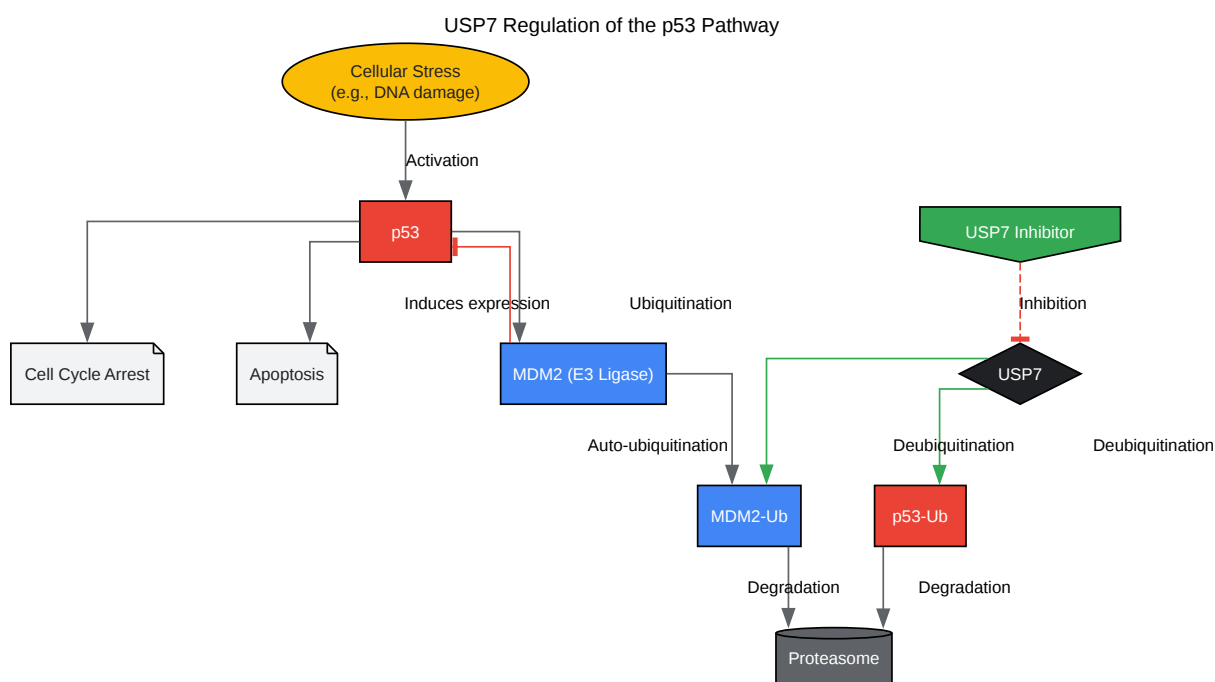 USP7 Regulation of the p53 Pathway
Cellular Stress
(e.g., DNA damage)
Activation
p53
USP7 Inhibitor
Induces expression
Ubiquitination
Inhibition
Cell Cycle Arrest
Apoptosis
MDM2 (E3 Ligase)
USP7
Auto-ubiquitination
Deubiquitination
Deubiquitination
MDM2-Ub
p53-Ub
Degradation
Degradation
Proteasome